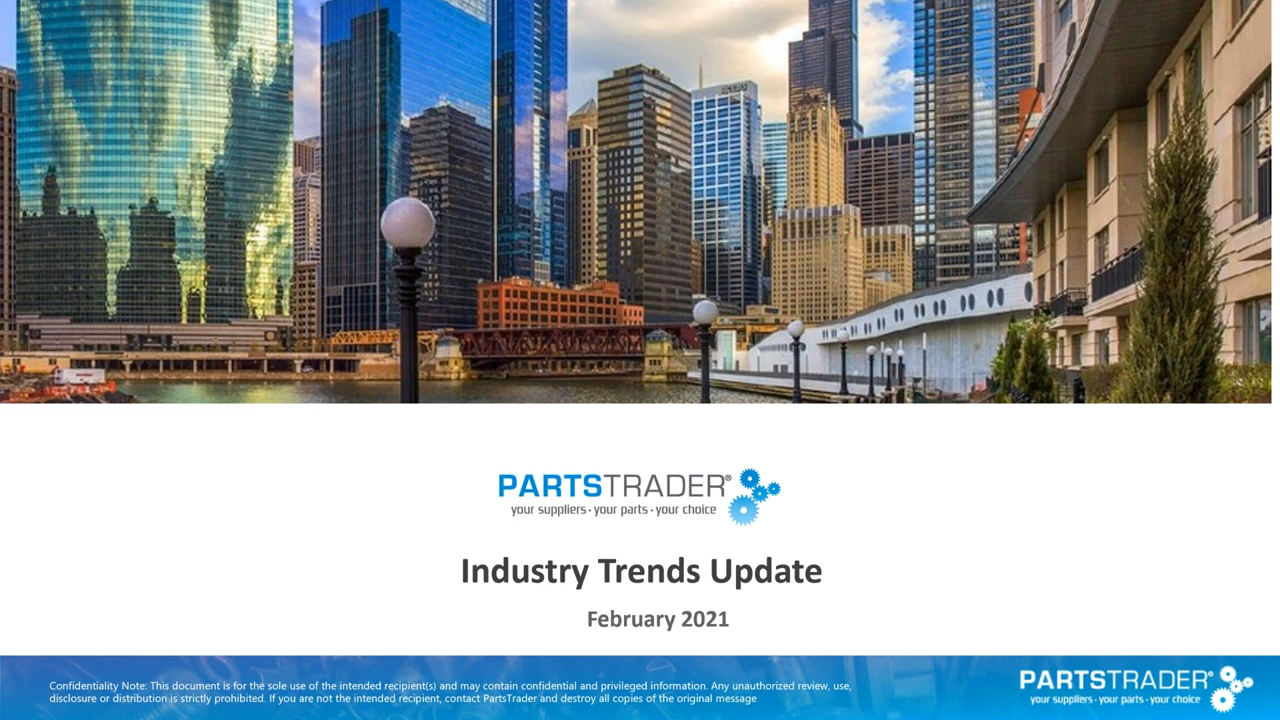 PARTSTRADER®
your suppliers · your parts · your choice
Industry Trends Update
February 2021
Confidentiality Note: This document is for the sole use of the intended recipient(s) and may contain confidential and privileged information. Any unauthorized review, use,
disclosure or distribution is strictly prohibited. If you are not the intended recipient, contact PartsTrader and destroy all copies of the original message
PARTSTRADER®
your suppliers · your parts · your choice